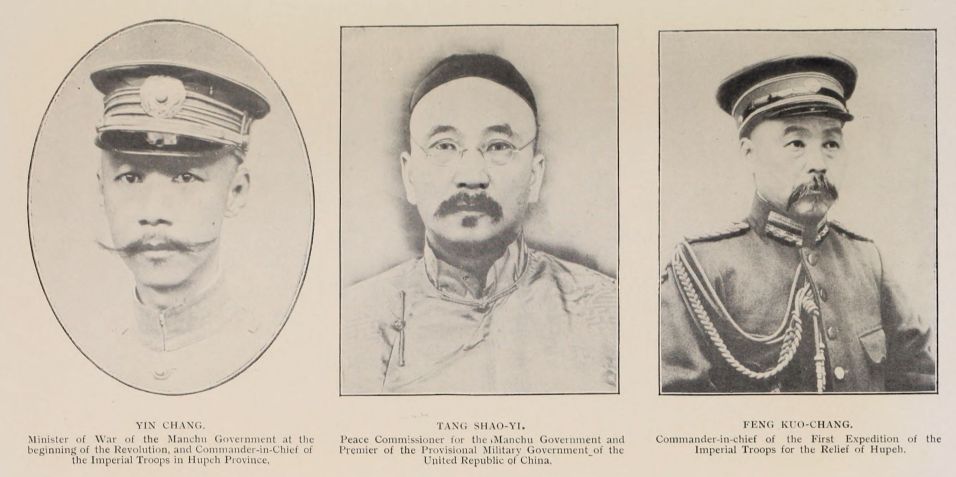 YIN CHANG.
Minister of War of the Manchu Government at the
beginning of the Revolution, and Commander-in-Chief of
the Imperial Troops in Hupeh Province,
TANG SHAO-YI.
Peace Commissioner for the Manchu Government and
Premier of the Provisional Military Government of the
United Republic of China.
FENG KUO-CHANG.
Commander-in-chief of the First Expedition of the
Imperial Troops for the Relief of Hupeh.